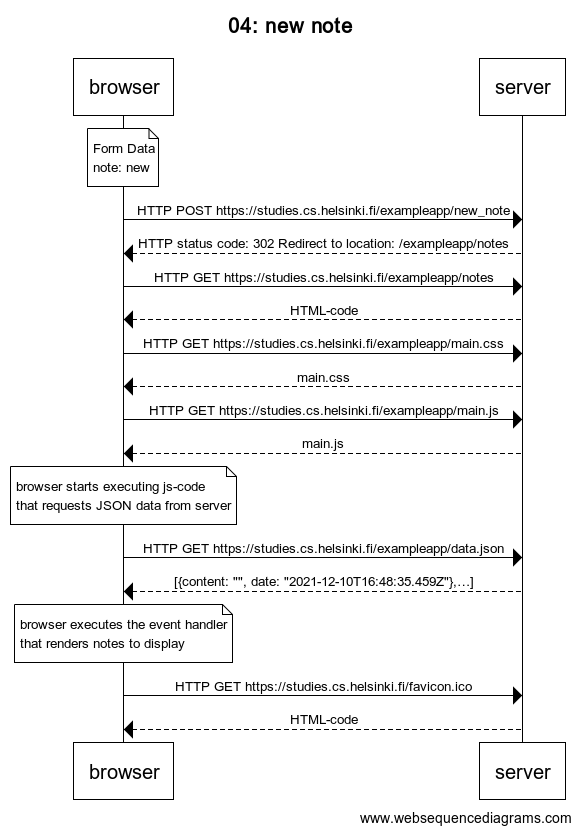 04: new note
browser
server
Form Data
note: new
HTTP POST https://studies.cs.helsinki.fi/exampleapp/new_note
HTTP status code: 302 Redirect to location: /exampleapp/notes
HTTP GET https://studies.cs.helsinki.fi/exampleapp/notes
HTML-code
HTTP GET https://studies.cs.helsinki.fi/exampleapp/main.css
main.css
HTTP GET https://studies.cs.helsinki.fi/exampleapp/main.js
main.js
browser starts executing js-code
that requests JSON data from server
HTTP GET https://studies.cs.helsinki.fi/exampleapp/data.json
[{content: "", date: "2021-12-10T16:48:35.459Z"},…]
browser executes the event handler
that renders notes to display
HTTP GET https://studies.cs.helsinki.fi/favicon.ico
HTML-code
browser
server
www.websequencediagrams.com